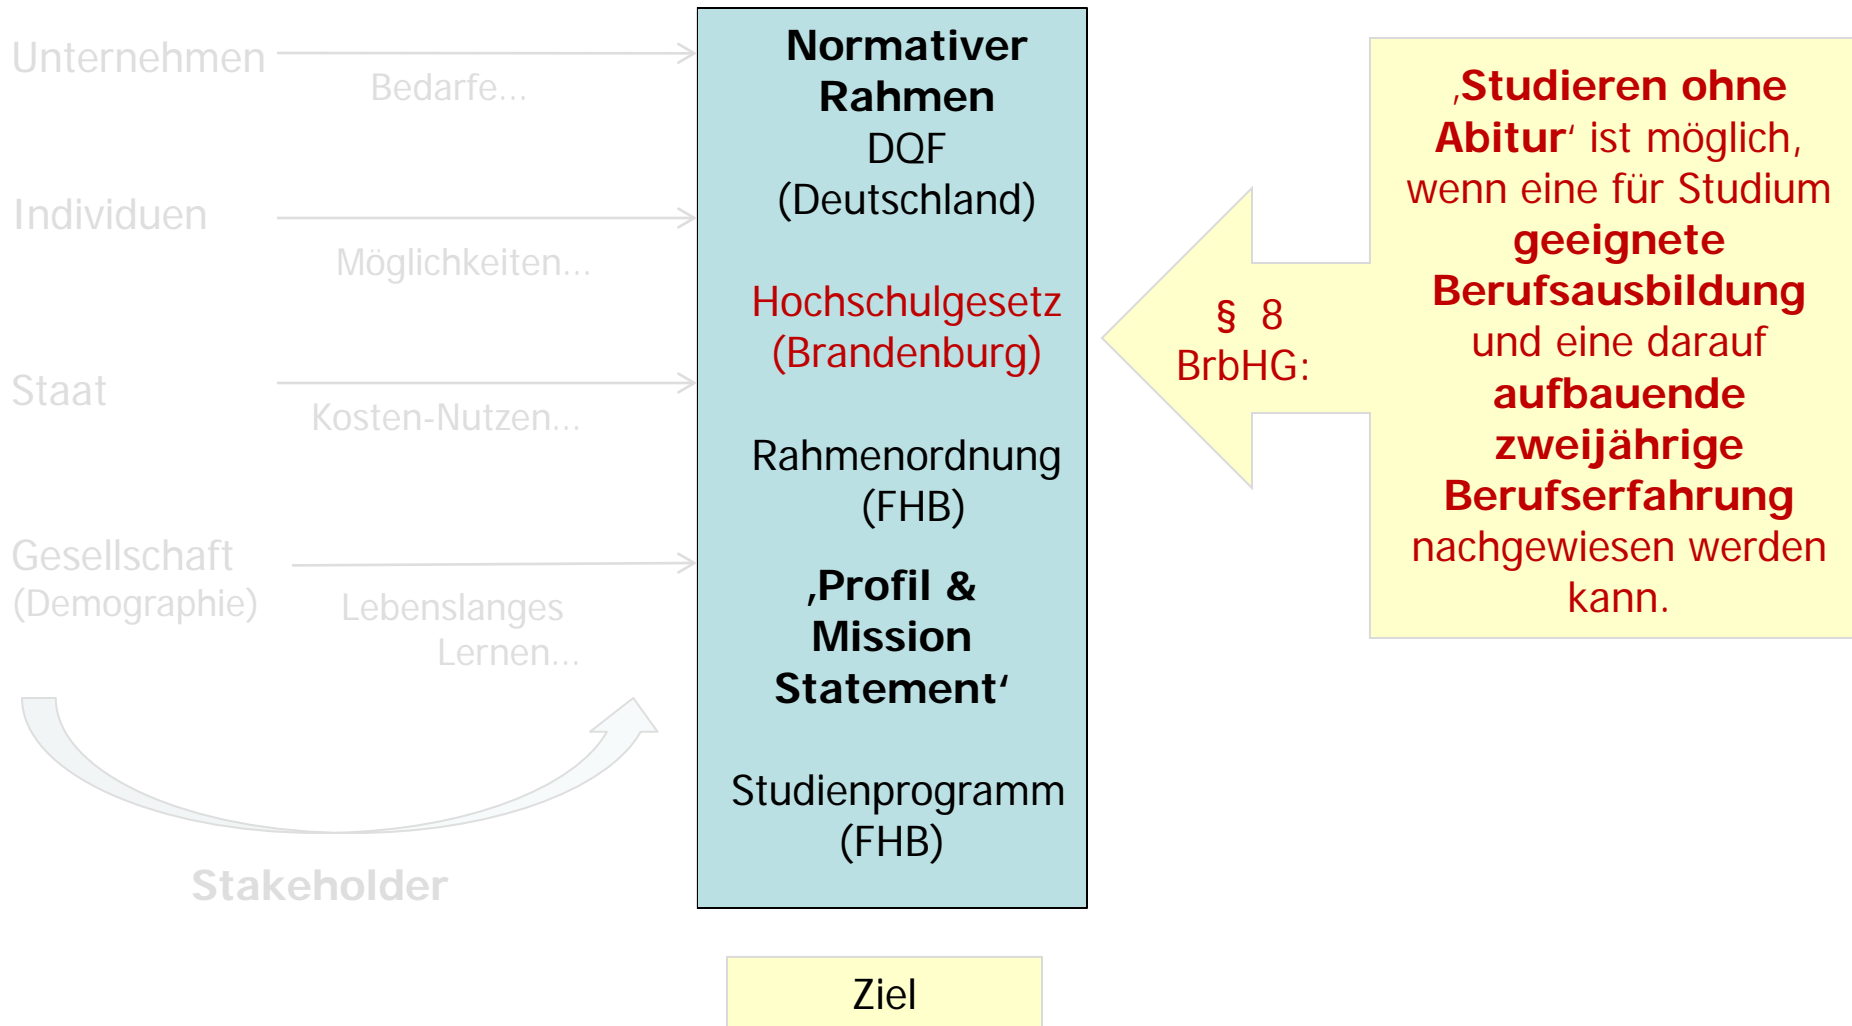 Unternehmen
Bedarfe...
Individuen
Möglichkeiten...
Staat
Kosten-Nutzen...
Gesellschaft
(Demographie)
Lebenslanges
Lernen...
Stakeholder
Normativer
Rahmen
DQF
(Deutschland)
Hochschulgesetz
(Brandenburg)
Rahmenordnung
(FHB)
‚Profil &
Mission
Statement‘
Studienprogramm
(FHB)
§ 8
BrbHG:
‚Studieren ohne
Abitur‘ ist möglich,
wenn eine für Studium
geeignete
Berufsausbildung
und eine darauf
aufbauende
zweijährige
Berufserfahrung
nachgewiesen werden
kann.
Ziel